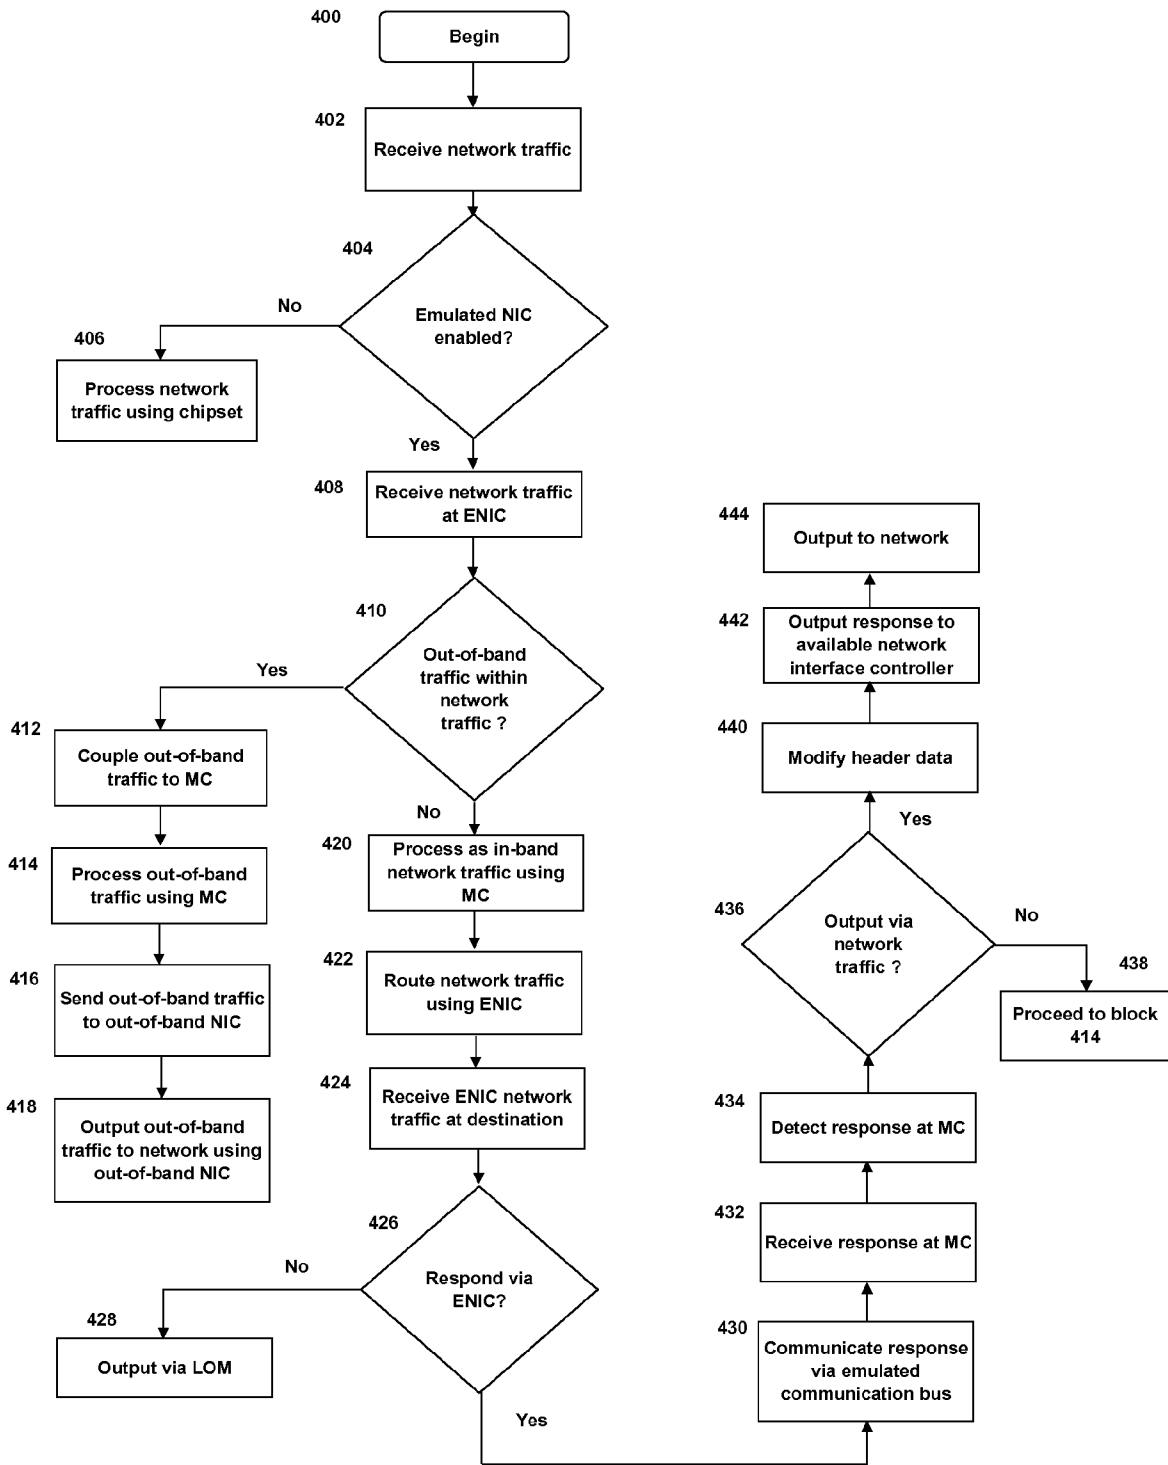 400
Begin
402
Receive network traffic
404
Emulated NIC
enabled?
No
406
Process network
traffic using chipset
Yes
408
Receive network traffic
at ENIC
410
Out-of-band
traffic within
network
traffic ?
Yes
412
Couple out-of-band
traffic to MC
414
Process out-of-band
traffic using MC
416
Send out-of-band traffic
to out-of-band NIC
418
Output out-of-band
traffic to network using
out-of-band NIC
No
420
Process as in-band
network traffic using
MC
422
Route network traffic
using ENIC
424
Receive ENIC network
traffic at destination
426
Respond via
ENIC?
No
428
Output via LOM
Yes
430
Communicate response
via emulated
communication bus
432
Receive response at MC
434
Detect response at MC
436
Output via
network
traffic ?
No
438
Proceed to block
414
Yes
440
Modify header data
442
Output response to
available network
interface controller
444
Output to network